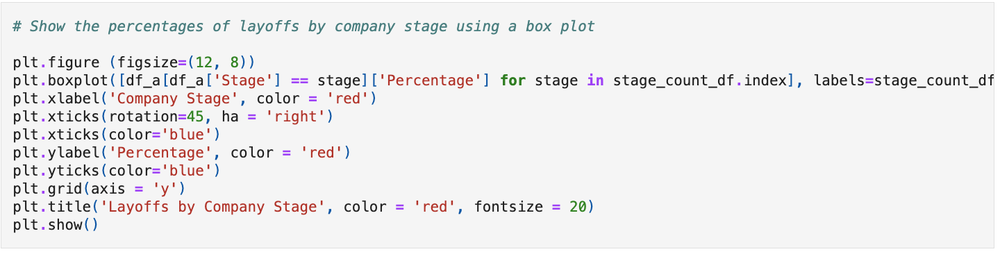 # Show the percentages of layoffs by company stage using a box plot
plt.figure (figsize=(12, 8))
plt.boxplot([df_a[df_a['Stage'] == stage]['Percentage'] for stage in stage_count_df.index], labels=stage_count_df
plt.xlabel('Company Stage', color = 'red')
plt.xticks(rotation=45, ha = 'right')
plt.xticks(color='blue')
plt.ylabel('Percentage', color = 'red')
plt.yticks(color='blue')
plt.grid(axis = 'y')
plt.title('Layoffs by Company Stage', color = 'red', fontsize = 20)
plt.show()